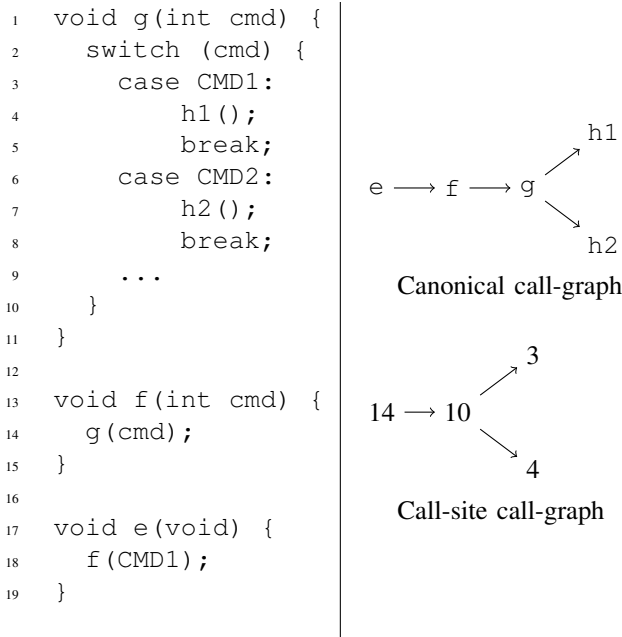 1 void g(int cmd) {
2 switch (cmd) {
3 case CMD1:
4 h1();
5 break;
6 case CMD2:
7 h2();
8 break;
9 ...
10 }
11 }
12
13 void f(int cmd) {
14 g(cmd);
15 }
16
17 void e(void) {
18 f(CMD1);
19 }
h1
e f g
h2
Canonical call-graph
3
14 10
4
Call-site call-graph